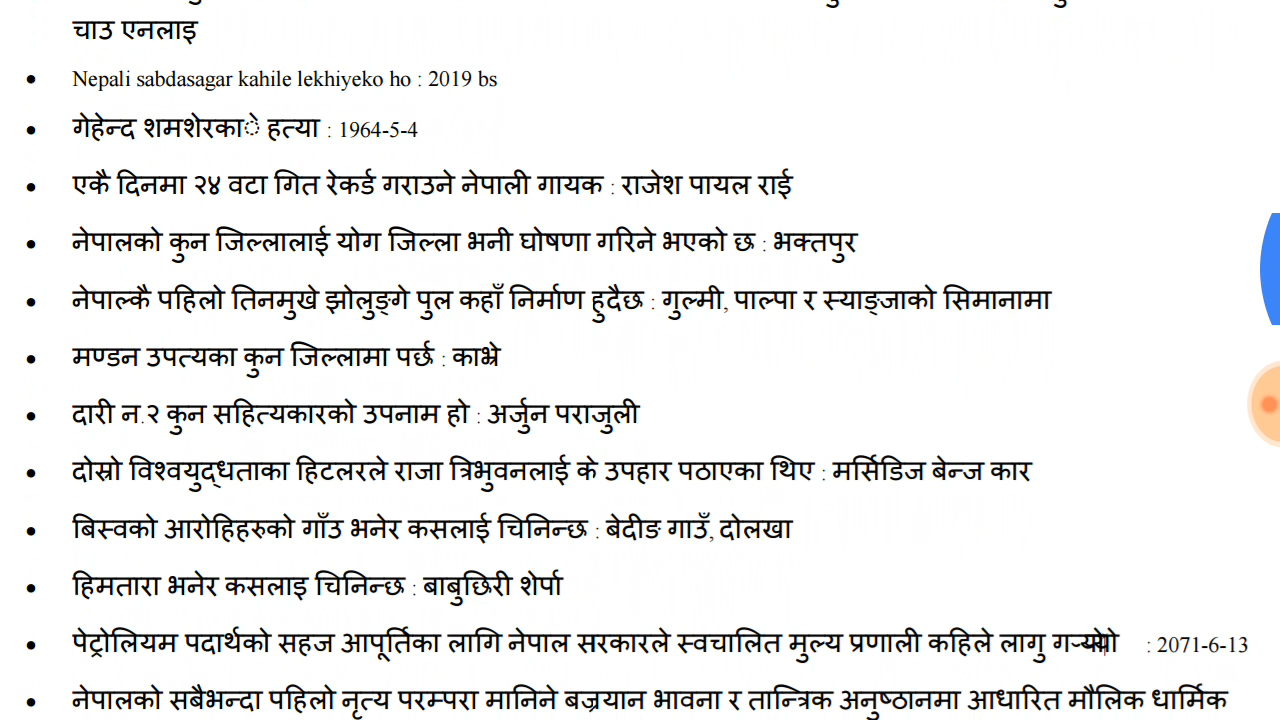 चाउ एनलाइ
• Nepali sabdasagar kahile lekhiyeko ho : 2019 bs
• गेहेन्द शमशेरकाे हत्या : 1964-5-4
• एकै दिनमा २४ वटा गित रेकर्ड गराउने नेपाली गायक : राजेश पायल राई
• नेपालको कुन जिल्लालाई योग जिल्ला भनी घोषणा गरिने भएको छ : भक्तपुर
• नेपाल्कै पहिलो तिनमुखे झोलुङ्गे पुल कहाँ निर्माण हुदैछ : गुल्मी, पाल्पा र स्याङ्जाको सिमानामा
• मण्डन उपत्यका कुन जिल्लामा पर्छ : काभ्रे
• दारी न.२ कुन सहित्यकारको उपनाम हो : अर्जुन पराजुली
• दोस्रो विश्वयुद्धताका हिटलरले राजा त्रिभुवनलाई के उपहार पठाएका थिए : मर्सिडिज बेन्ज कार
• बिस्वको आरोहिहरुको गाँउ भनेर कसलाई चिनिन्छ : बेदीङ गाउँ, दोलखा
• हिमतारा भनेर कसलाइ चिनिन्छ : बाबुछिरी शेर्पा
• पेट्रोलियम पदार्थको सहज आपूर्तिका लागि नेपाल सरकारले स्वचालित मुल्य प्रणाली कहिले लागु : 2071-6-13
• नेपालको सबैभन्दा पहिलो नृत्य परम्परा मानिने बज्रयान भावना र तान्त्रिक अनुष्ठानमा आधारित मौलिक धार्मिक